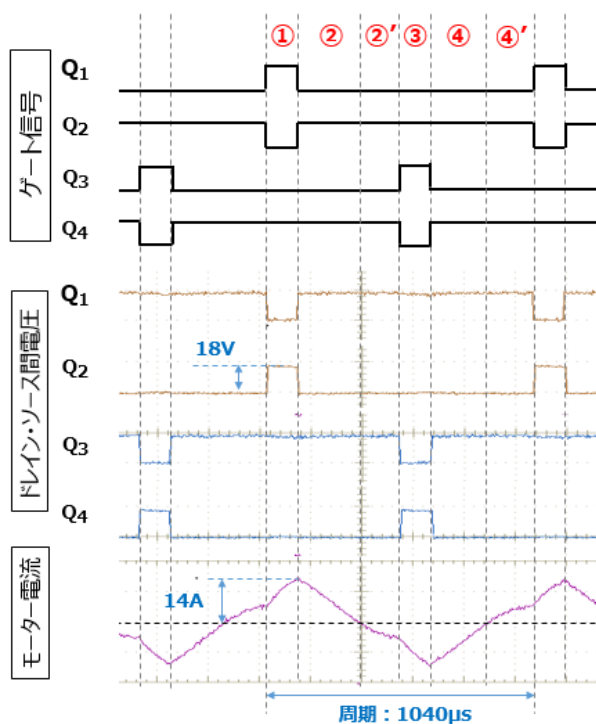 ① ② ②’ ③ ④ ④’
ゲート信号
Q1
Q2
Q3
Q4
ドレイン・ソース間電圧
Q1
18V
Q2
Q3
Q4
モーター電流
14A
周期：1040μs